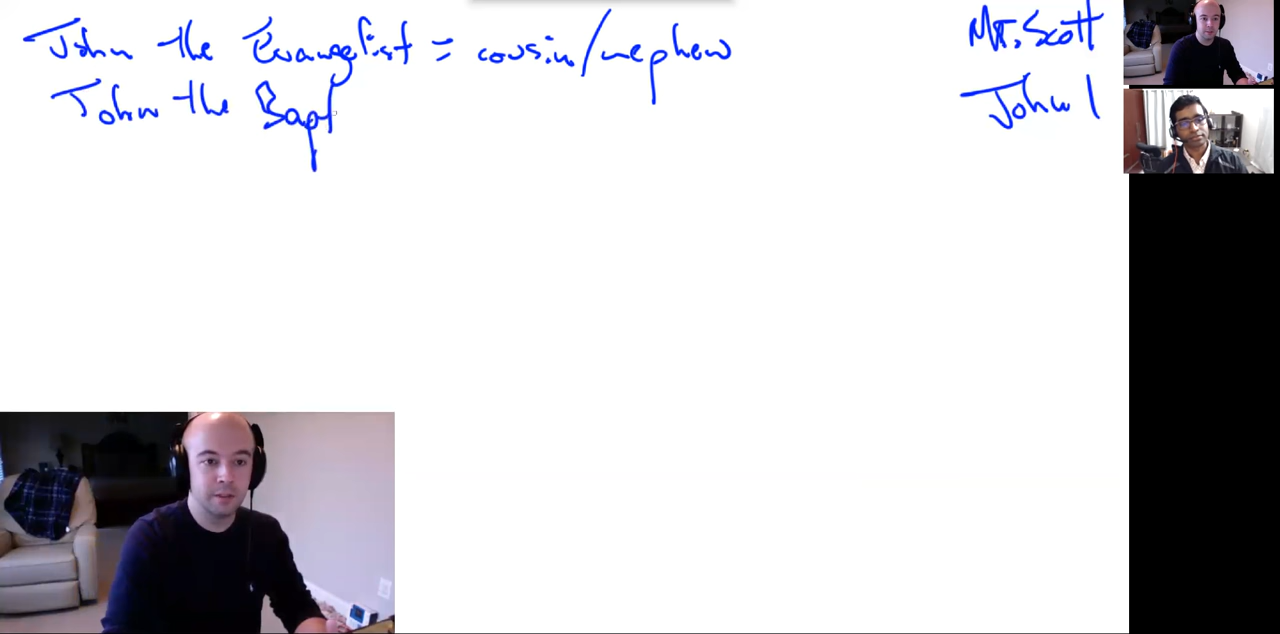 John the Evangelist = cousin/nephew
John the Bapt
Mr. Scott
John 1